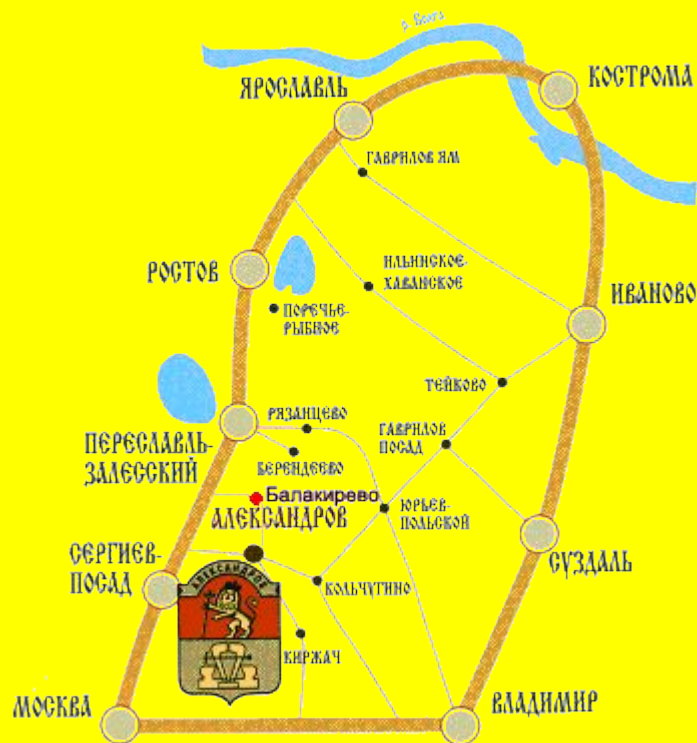 р. Волга
КОСТРОМА
ЯРОСЛАВЛЬ
ГАВРИЛОВ ЯМ
РОСТОВ
ИЛЬИНСКОЕ-
ХАВАНСКОЕ
ИВАНОВО
ПОРЕЧЬЕ-
РЫБНОЕ
ТЕЙКОВО
РЯЗАНЦЕВО
ГАВРИЛОВ
ПОСАД
ПЕРЕСЛАВЛЬ-
ЗАЛЕССКИЙ
БЕРЕНДЕЕВО
Балакирево
ЮРЬЕВ-
ПОЛЬСКОЙ
АЛЕКСАНДРОВ
СЕРГИЕВ-
ПОСАД
СУЗДАЛЬ
АЛЕКСАНДРОВ
КОЛЬЧУГИНО
КИРЖАЧ
МОСКВА
ВЛАДИМИР